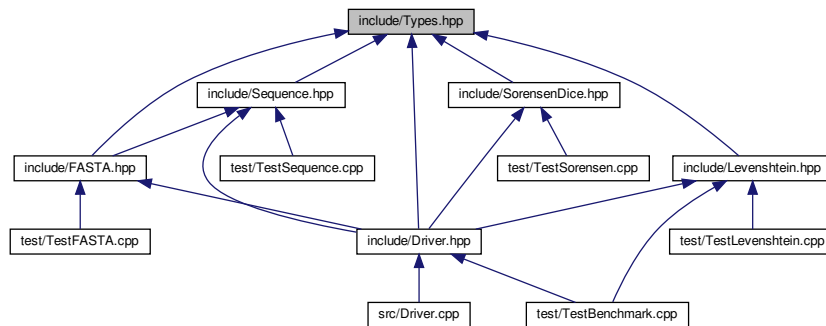 include/Types.hpp
include/Sequence.hpp
include/SorensenDice.hpp
include/FASTA.hpp
test/TestSequence.cpp
test/TestSorensen.cpp
include/Levenshtein.hpp
test/TestFASTA.cpp
include/Driver.hpp
test/TestLevenshtein.cpp
src/Driver.cpp
test/TestBenchmark.cpp